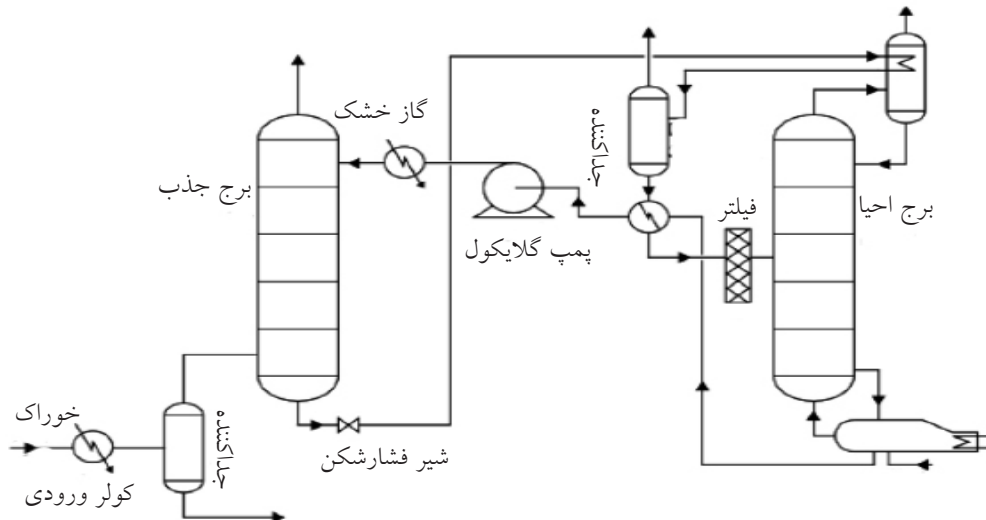 گاز خشک
برج جذب
جداکننده
فیلتر
برج احیا
پمپ گلایکول
خوراک
کولر ورودی
جداکننده
شیر فشارشکن